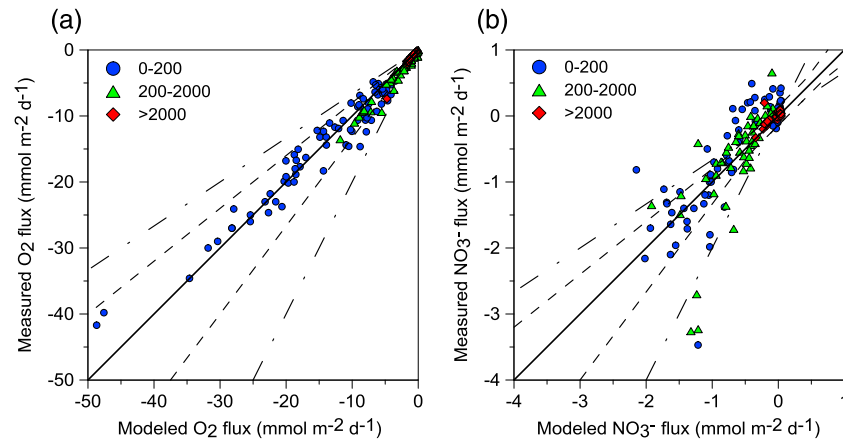 (a)
0
-10
-20
-30
-40
-50
-50 -40 -30 -20 -10 0
Measured O2 flux (mmol m-2 d-1)
Modeled O2 flux (mmol m-2 d-1)
0-200
200-2000
>2000
(b)
1
0
-1
-2
-3
-4
-4 -3 -2 -1 0 1
Measured NO3- flux (mmol m-2 d-1)
Modeled NO3- flux (mmol m-2 d-1)
0-200
200-2000
>2000